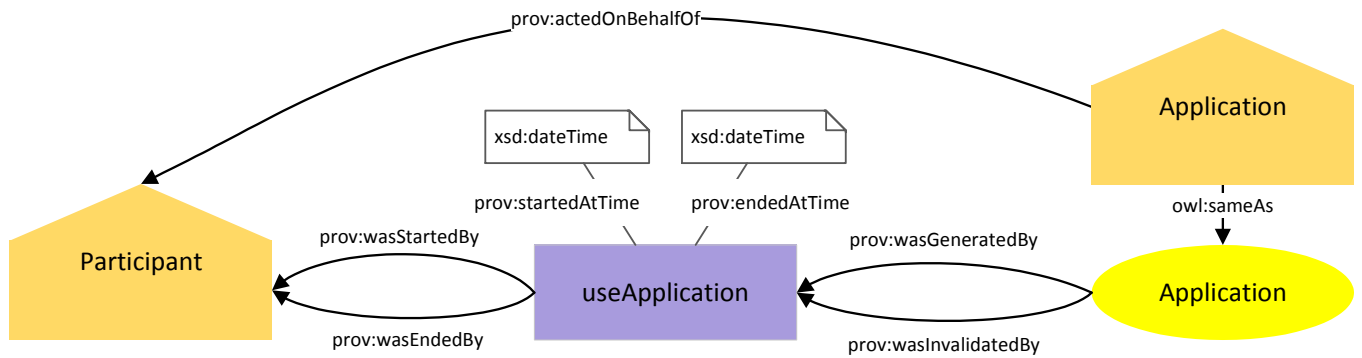 prov:actedOnBehalfOf
Application
xsd:dateTime
xsd:dateTime
prov:startedAtTime
prov:endedAtTime
owl:sameAs
prov:wasStartedBy
prov:wasGeneratedBy
Participant
useApplication
Application
prov:wasEndedBy
prov:wasInvalidatedBy